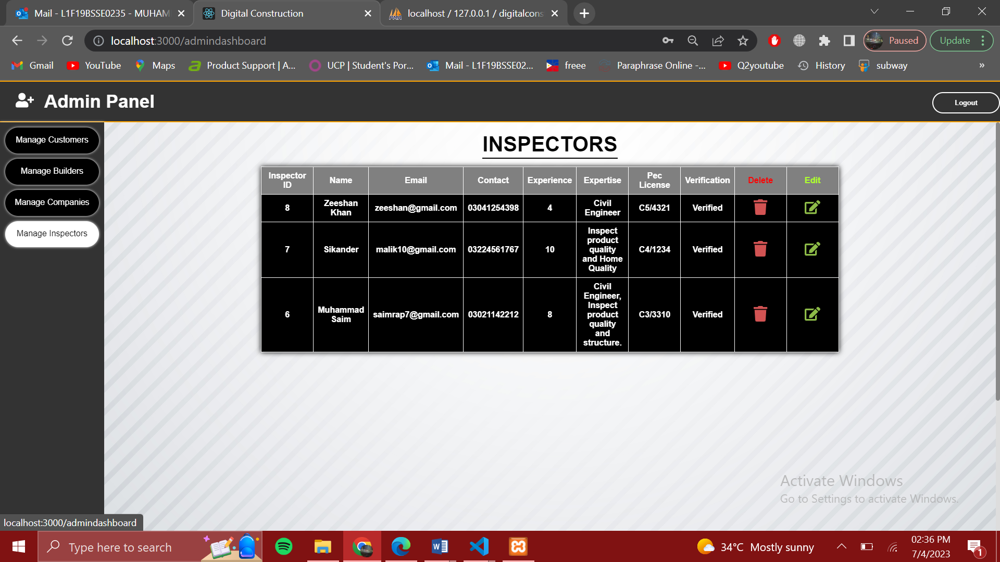 Mail - L1F19BSSE0235 - MUHAM
Digital Construction
localhost / 127.0.0.1 / digitalcons
localhost:3000/admindashboard
Paused
Update
Gmail
YouTube
Maps
Product Support | A...
UCP | Student's Por...
Mail - L1F19BSSE02...
freee
Paraphrase Online -...
Q2youtube
History
subway
»
Admin Panel
Logout
Manage Customers
Manage Builders
Manage Companies
Manage Inspectors
INSPECTORS
Inspector ID Name Email Contact Experience Expertise Pec License Verification Delete Edit
8 Zeeshan Khan zeeshan@gmail.com 03041254398 4 Civil Engineer C5/4321 Verified
7 Sikander malik10@gmail.com 03224561767 10 Inspect product quality and Home Quality C4/1234 Verified
6 Muhammad Saim saimrap7@gmail.com 03021142212 8 Civil Engineer, Inspect product quality and structure. C3/3310 Verified
Activate Windows
Go to Settings to activate Windows.
localhost:3000/admindashboard
Type here to search
34°C Mostly sunny
02:36 PM
7/4/2023
1